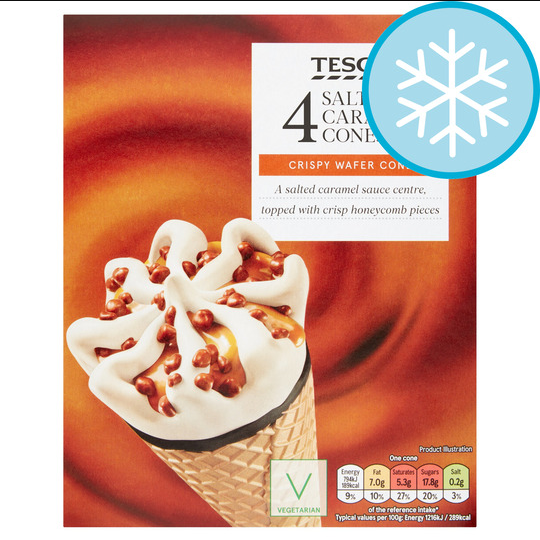 TESC
4 SALT
CARA
CONE
CRISPY WAFER CONE
A salted caramel sauce centre,
topped with crisp honeycomb pieces
Product Illustration
One cone
Energy Fat Saturates Sugars Salt
794kJ
189kcal 7.0g 5.3g 17.8g 0.2g
9% 10% 27% 20% 3%
of the reference intake*
Typical values per 100g: Energy 1216kJ / 289kcal
V
VEGETARIAN